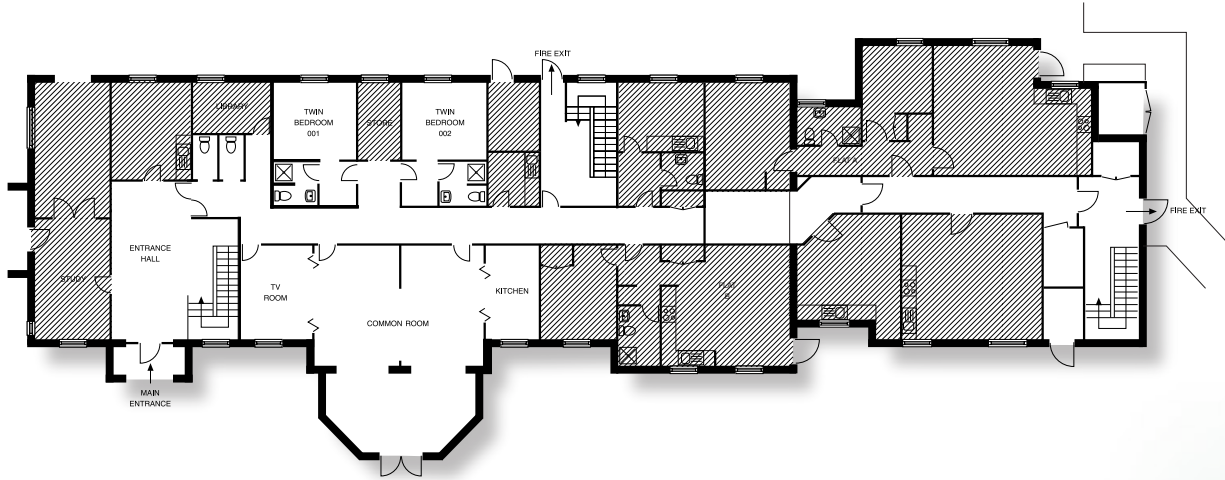 FIRE EXIT
LIBRARY
TWIN
BEDROOM
001
STORE
TWIN
BEDROOM
002
FLAT A
FIRE EXIT
ENTRANCE
HALL
STUDY
TV
ROOM
KITCHEN
FLAT
B
COMMON ROOM
MAIN
ENTRANCE